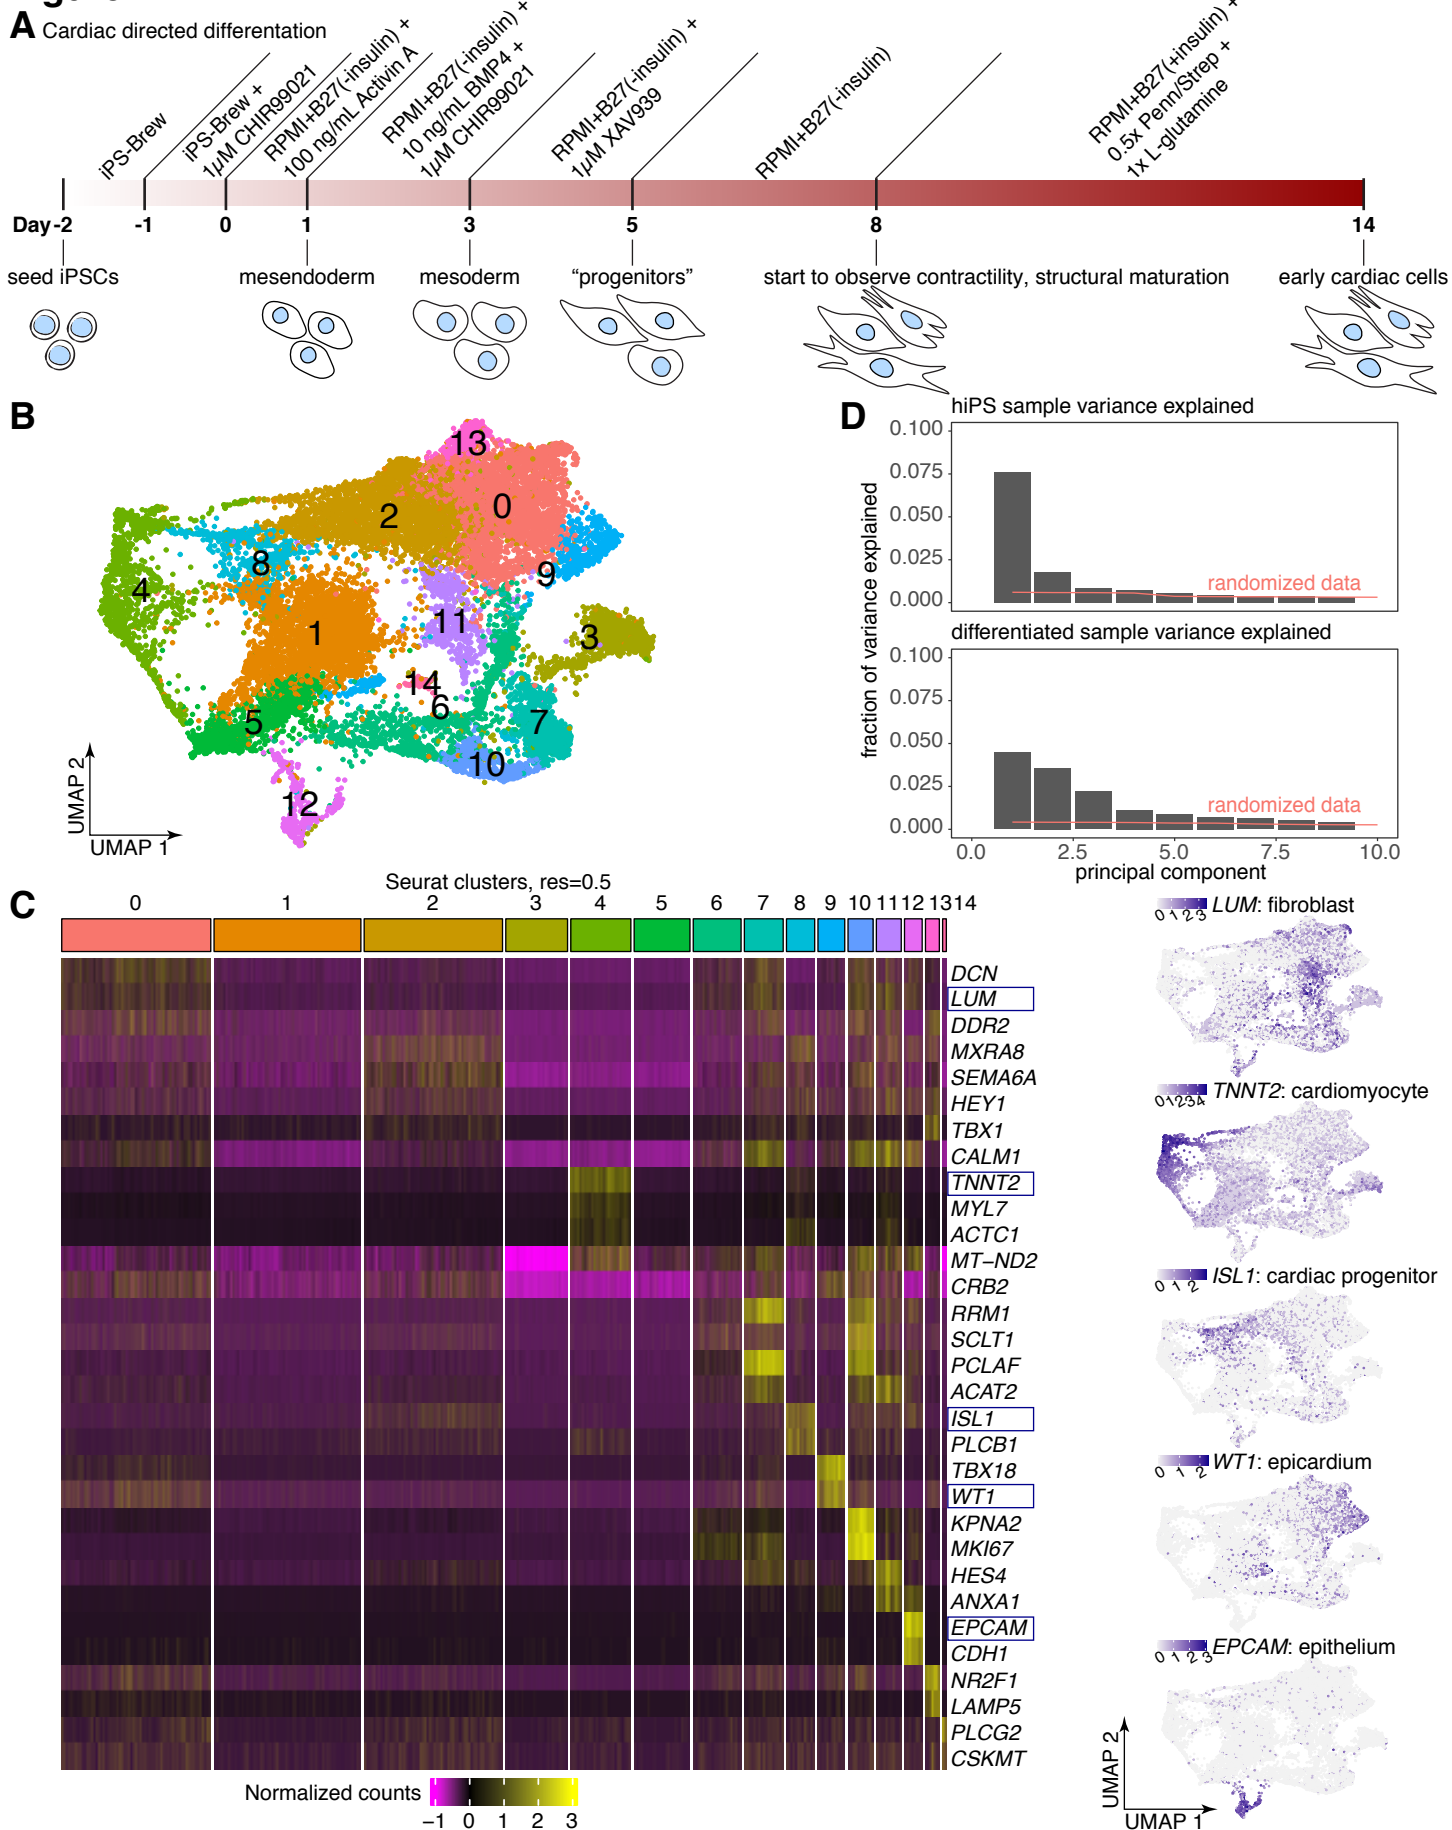 A Cardiac directed differentation
iPS-Brew
iPS-Brew +
1µM CHIR99021
RPMI+B27(-insulin) +
100 ng/mL Activin A
RPMI+B27(-insulin) +
10 ng/mL BMP4 +
1µM CHIR99021
RPMI+B27(-insulin) +
1µM XAV939
RPMI+B27(-insulin)
RPMI+B27(+insulin) +
0.5x Penn/Strep +
1x L-glutamine
Day -2 -1 0 1 3 5 8 14
seed iPSCs
mesendoderm
mesoderm
“progenitors”
start to observe contractility, structural maturation
early cardiac cells
B
13
0
2
8
9
4
11
1
3
14
6
5
7
10
12
UMAP 2
UMAP 1
D
hiPS sample variance explained
0.100
0.075
0.050
0.025
0.000
randomized data
differentiated sample variance explained
0.100
0.075
0.050
0.025
0.000
randomized data
fraction of variance explained
0.0 2.5 5.0 7.5 10.0
principal component
C
Seurat clusters, res=0.5
0 1 2 3 4 5 6 7 8 9 10 11 12 13 14
DCN
LUM
DDR2
MXRA8
SEMA6A
HEY1
TBX1
CALM1
TNNT2
MYL7
ACTC1
MT−ND2
CRB2
RRM1
SCLT1
PCLAF
ACAT2
ISL1
PLCB1
TBX18
WT1
KPNA2
MKI67
HES4
ANXA1
EPCAM
CDH1
NR2F1
LAMP5
PLCG2
CSKMT
Normalized counts
−1 0 1 2 3
LUM: fibroblast
0 1 2 3
TNNT2: cardiomyocyte
0 1 2 3 4
ISL1: cardiac progenitor
0 1 2
WT1: epicardium
0 1 2
EPCAM: epithelium
0 1 2 3
UMAP 2
UMAP 1